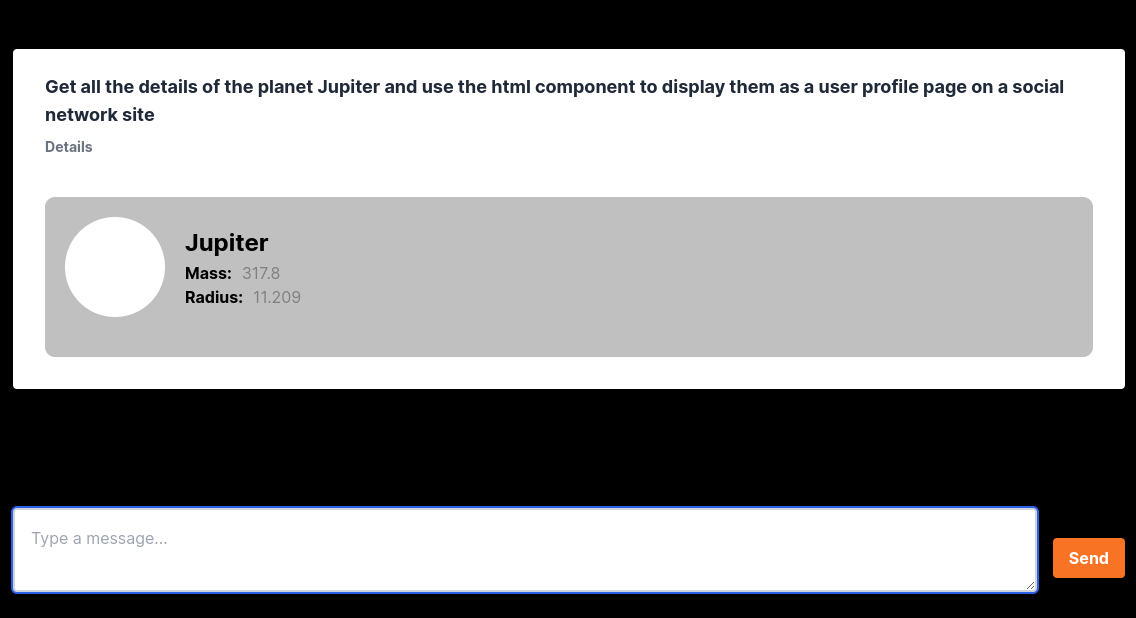 Get all the details of the planet Jupiter and use the html component to display them as a user profile page on a social
network site
Details
Jupiter
Mass: 317.8
Radius: 11.209
Type a message...
Send